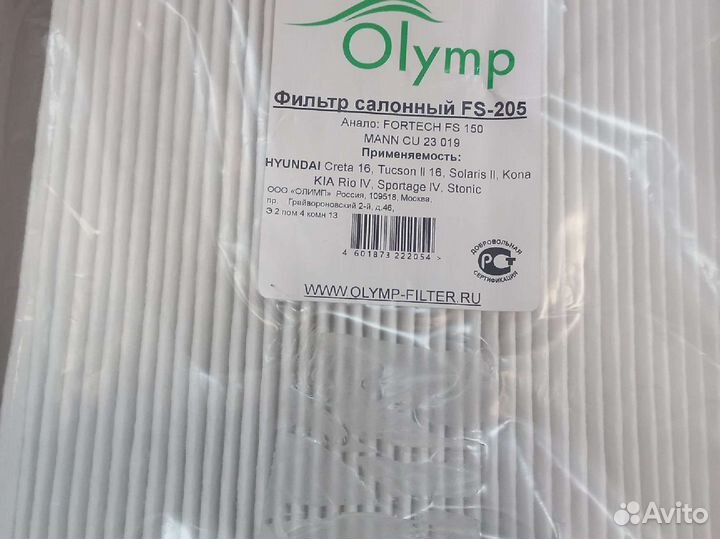 Olymp
Фильтр салонный FS-205
Анало: FORTECH FS 150
MANN CU 23 019
Применяемость:
HYUNDAI Creta 16, Tucson II 16, Solaris II, Kona
KIA Rio IV, Sportage IV, Stonic
ООО «ОЛИМП» Россия, 109518, Москва,
пр. Грайвороновский 2-й, д.46,
Э.2 пом 4 комн 13
4 601873 222054 >
ДОБРОВОЛЬНАЯ
РСТ
СЕРТИФИКАЦИЯ
WWW.OLYMP-FILTER.RU
Avito